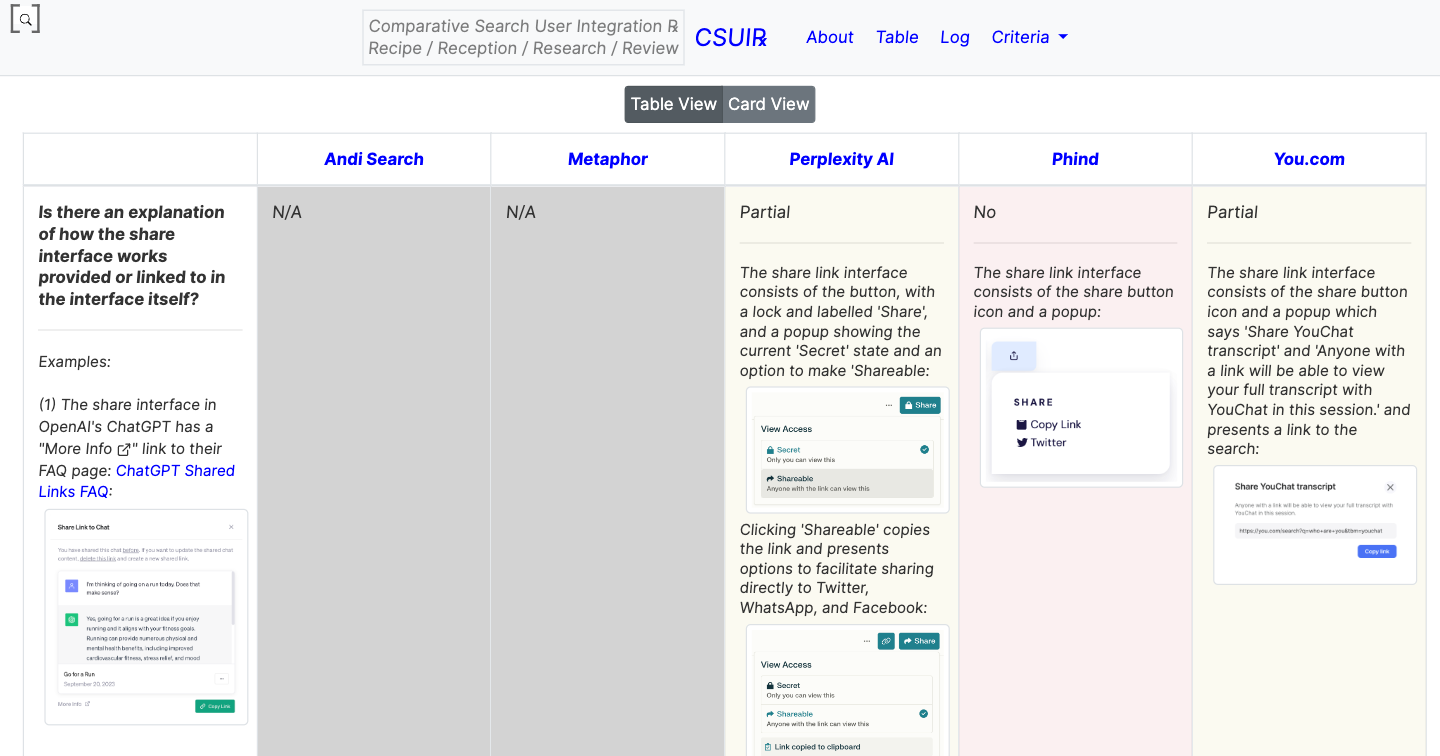 Comparative Search User Integration ℞
Recipe / Reception / Research / Review
CSUI℞
About
Table
Log
Criteria
Table View
Card View
Andi Search
Metaphor
Perplexity AI
Phind
You.com
Is there an explanation
of how the share
interface works
provided or linked to in
the interface itself?
Examples:
(1) The share interface in
OpenAI's ChatGPT has a
"More Info " link to their
FAQ page: ChatGPT Shared
Links FAQ:
Share Link to Chat
You have shared this chat before. If you want to update the shared chat
content, delete this link and create a new shared link.
I'm thinking of going on a run today. Does that
make sense?
Yes, going for a run is a great idea if you enjoy
running and it aligns with your fitness goals.
Running can provide numerous physical and
mental health benefits, including improved
cardiovascular fitness, stress relief, and mood
Go for a Run
September 20, 2023
More Info
Copy Link
N/A
N/A
Partial
The share link interface
consists of the button, with
a lock and labelled 'Share',
and a popup showing the
current 'Secret' state and an
option to make 'Shareable:
Share
View Access
Secret
Only you can view this
Shareable
Anyone with the link can view this
Clicking 'Shareable' copies
the link and presents
options to facilitate sharing
directly to Twitter,
WhatsApp, and Facebook:
Share
View Access
Secret
Only you can view this
Shareable
Anyone with the link can view this
Link copied to clipboard
No
The share link interface
consists of the share button
icon and a popup:
SHARE
Copy Link
Twitter
Partial
The share link interface
consists of the share button
icon and a popup which
says 'Share YouChat
transcript' and 'Anyone with
a link will be able to view
your full transcript with
YouChat in this session.' and
presents a link to the
search:
Share YouChat transcript
Anyone with a link will be able to view your full transcript with
YouChat in this session.
https://you.com/search?q=who+are+you&tbm=youchat
Copy link